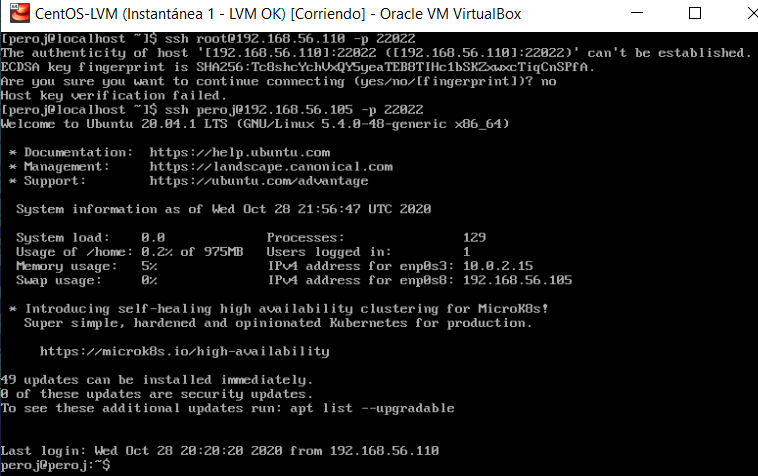 CentOS-LVM (Instantánea 1 - LVM OK) [Corriendo] - Oracle VM VirtualBox
[peroj@localhost ~]$ ssh root@192.168.56.110 -p 22022
The authenticity of host '[192.168.56.110]:22022 ([192.168.56.110]:22022)' can't be established.
ECDSA key fingerprint is SHA256:Tc8shcYchVxQY5yeaTEB8TIHc1bSKZxwxcTiqCnSPfA.
Are you sure you want to continue connecting (yes/no/[fingerprint])? no
Host key verification failed.
[peroj@localhost ~]$ ssh peroj@192.168.56.105 -p 22022
Welcome to Ubuntu 20.04.1 LTS (GNU/Linux 5.4.0-48-generic x86_64)
* Documentation:  https://help.ubuntu.com
* Management:     https://landscape.canonical.com
* Support:        https://ubuntu.com/advantage
System information as of Wed Oct 28 21:56:47 UTC 2020
System load:    0.0             Processes:               129
Usage of /home: 0.2% of 975MB   Users logged in:         1
Memory usage:   5%              IPv4 address for enp0s3: 10.0.2.15
Swap usage:     0%              IPv4 address for enp0s8: 192.168.56.105
* Introducing self-healing high availability clustering for MicroK8s!
Super simple, hardened and opinionated Kubernetes for production.
https://microk8s.io/high-availability
49 updates can be installed immediately.
0 of these updates are security updates.
To see these additional updates run: apt list --upgradable
Last login: Wed Oct 28 20:20:20 2020 from 192.168.56.110
peroj@peroj:~$